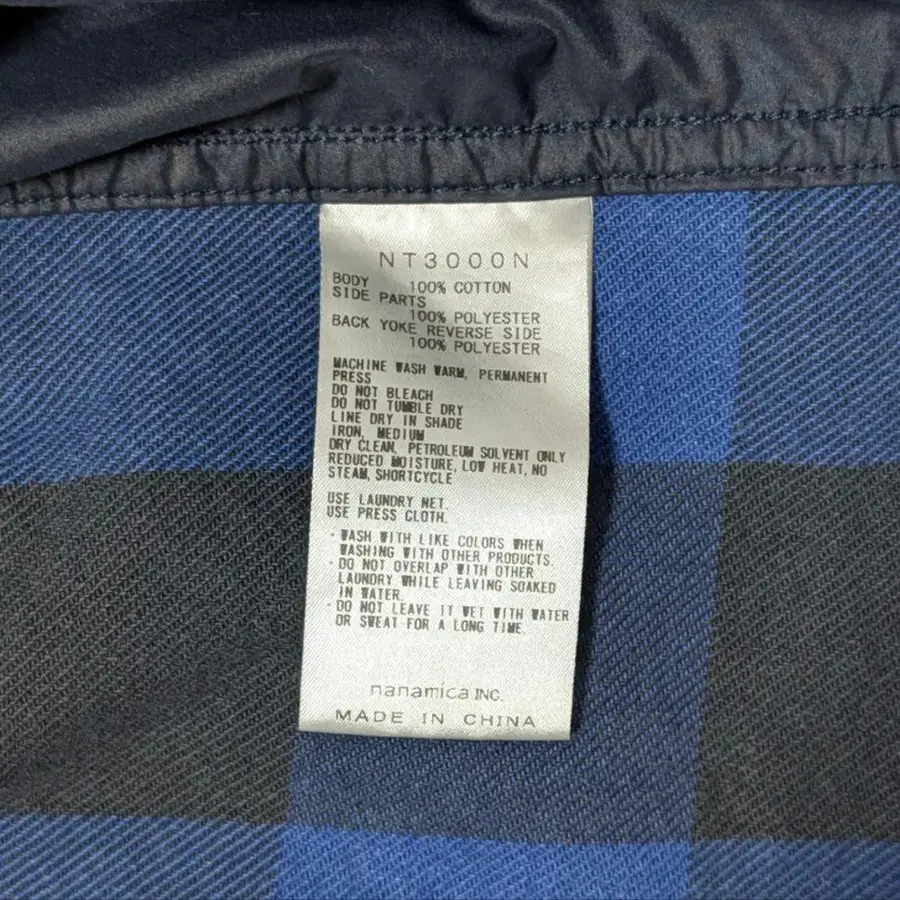 NT3000N
BODY 100% COTTON
SIDE PARTS
100% POLYESTER
BACK YOKE REVERSE SIDE
100% POLYESTER
MACHINE WASH WARM, PERMANENT
PRESS
DO NOT BLEACH
DO NOT TUMBLE DRY
LINE DRY IN SHADE
IRON, MEDIUM
DRY CLEAN, PETROLEUM SOLVENT ONLY
REDUCED MOISTURE, LOW HEAT, NO
STEAM, SHORTCYCLE
USE LAUNDRY NET.
USE PRESS CLOTH.
・WASH WITH LIKE COLORS WHEN
WASHING WITH OTHER PRODUCTS.
・DO NOT OVERLAP WITH OTHER
LAUNDRY WHILE LEAVING SOAKED
IN WATER.
・DO NOT LEAVE IT WET WITH WATER
OR SWEAT FOR A LONG TIME.
nanamica INC.
MADE IN CHINA